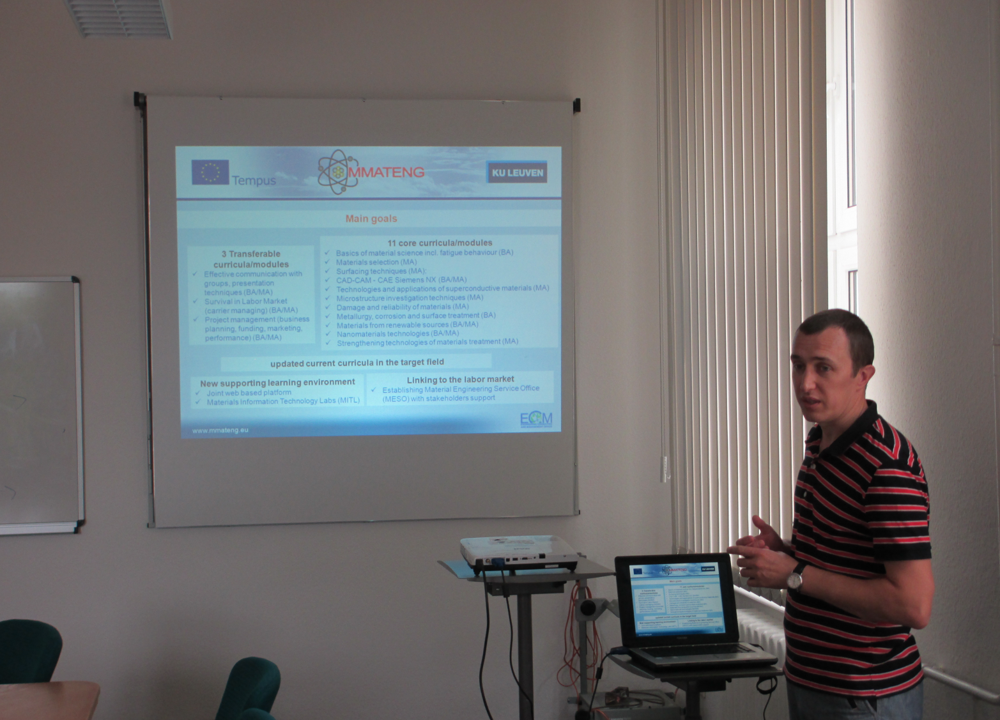 Tempus
MMATENG
KU LEUVEN
Main goals
3 Transferable
curricula/modules
✓ Effective communication with
groups, presentation
techniques (BA/MA)
✓ Survival in Labor Market
(carrier managing) (BA/MA)
✓ Project management (business
planning, funding, marketing,
performance) (BA/MA)
11 core curricula/modules
✓ Basics of material science incl. fatigue behaviour (BA)
✓ Materials selection (MA)
✓ Surfacing techniques (MA):
✓ CAD-CAM - CAE Siemens NX (BA/MA)
✓ Technologies and applications of superconductive materials (MA)
✓ Microstructure investigation techniques (MA)
✓ Damage and reliability of materials (MA)
✓ Metallurgy, corrosion and surface treatment (BA)
✓ Materials from renewable sources (BA/MA)
✓ Nanomaterials technologies (BA/MA)
✓ Strengthening technologies of materials treatment (MA)
updated current curricula in the target field
New supporting learning environment
✓ Joint web based platform
✓ Materials Information Technology Labs (MITL)
Linking to the labor market
✓ Establishing Material Engineering Service Office
(MESO) with stakeholders support
www.mmateng.eu
MMATENG
KU LEUVEN
Main goals